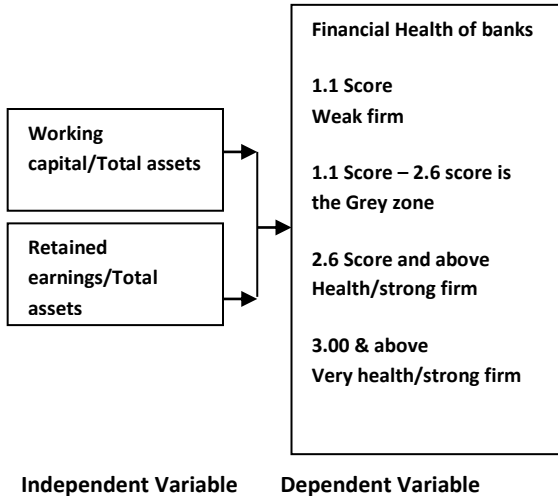 Financial Health of banks
1.1 Score
Weak firm
Working
capital/Total assets
1.1 Score – 2.6 score is
the Grey zone
Retained
earnings/Total
assets
2.6 Score and above
Health/strong firm
3.00 & above
Very health/strong firm
Independent Variable
Dependent Variable